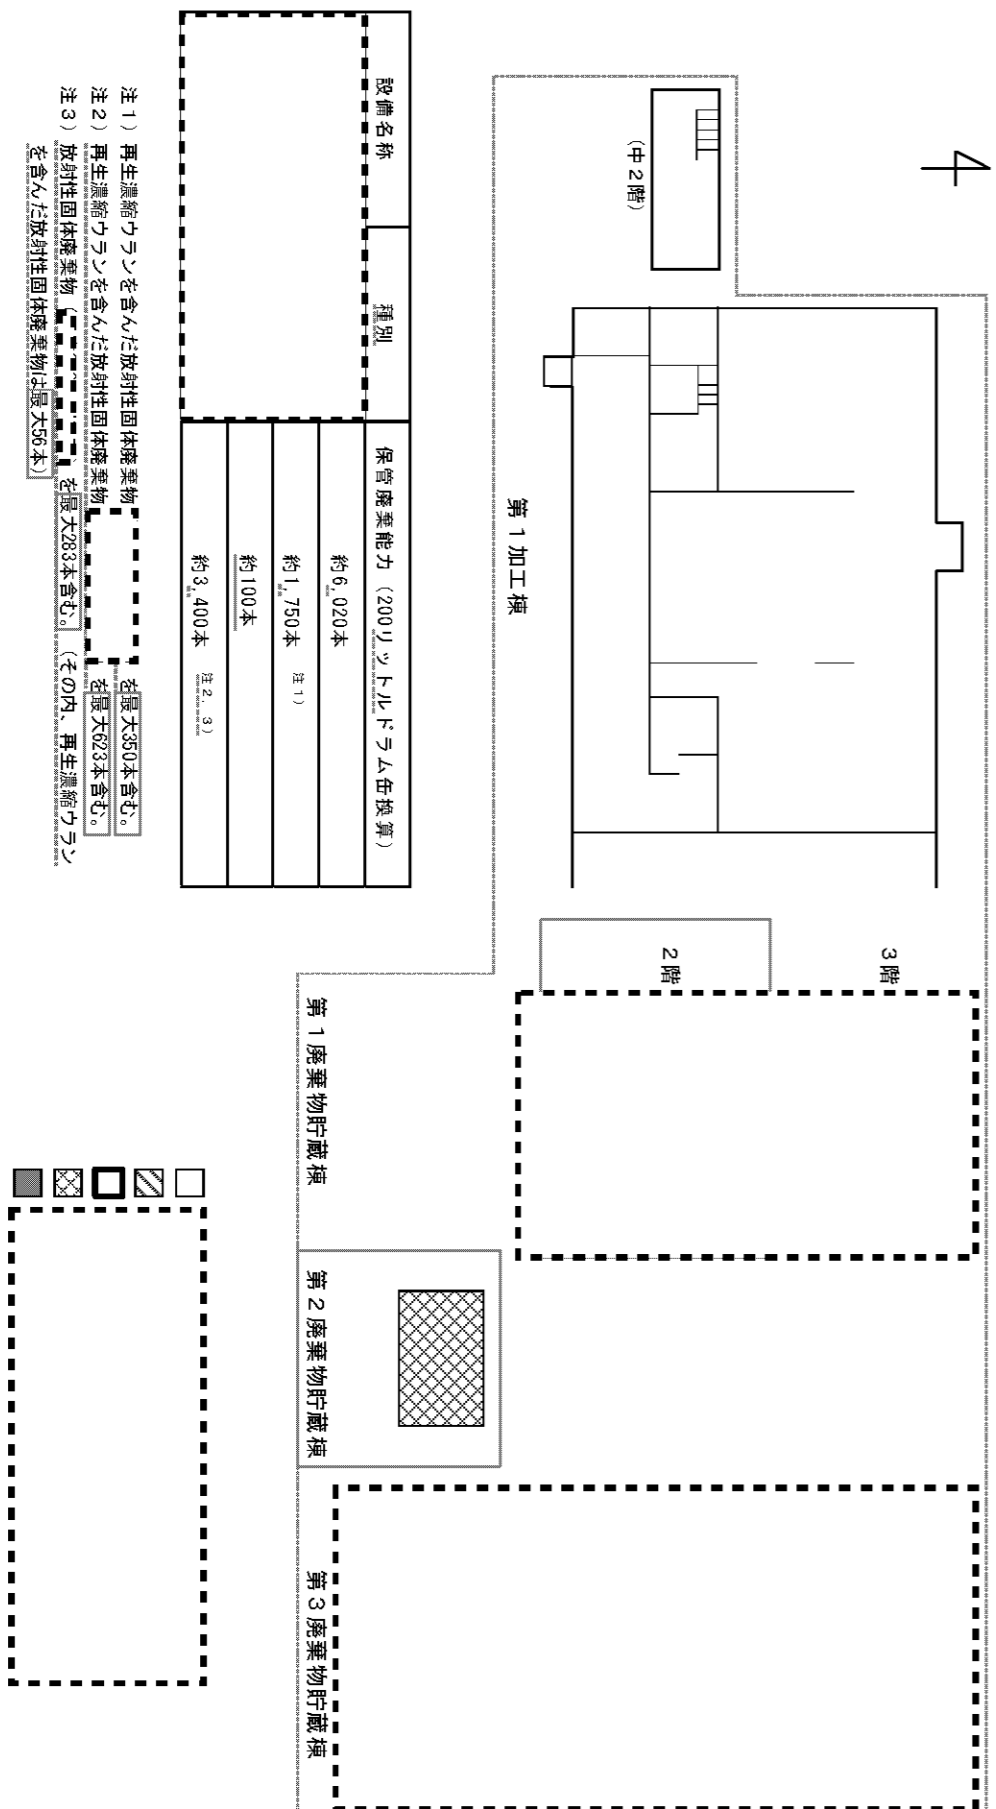 (中2階)
第1加工棟
3階
2階
第1廃棄物貯蔵棟
第2廃棄物貯蔵棟
第3廃棄物貯蔵棟
設備名称 種別 保管廃棄能力 (200リットルドラム缶換算)
約6,020本
約1,750本 注1)
約100本
約3,400本 注2,3)
注1) 再生濃縮ウランを含んだ放射性固体廃棄物 を最大350本含む。
注2) 再生濃縮ウランを含んだ放射性固体廃棄物 を最大623本含む。
注3) 放射性固体廃棄物( を最大283本含む。(その内、再生濃縮ウラン
を含んだ放射性固体廃棄物は最大56本)